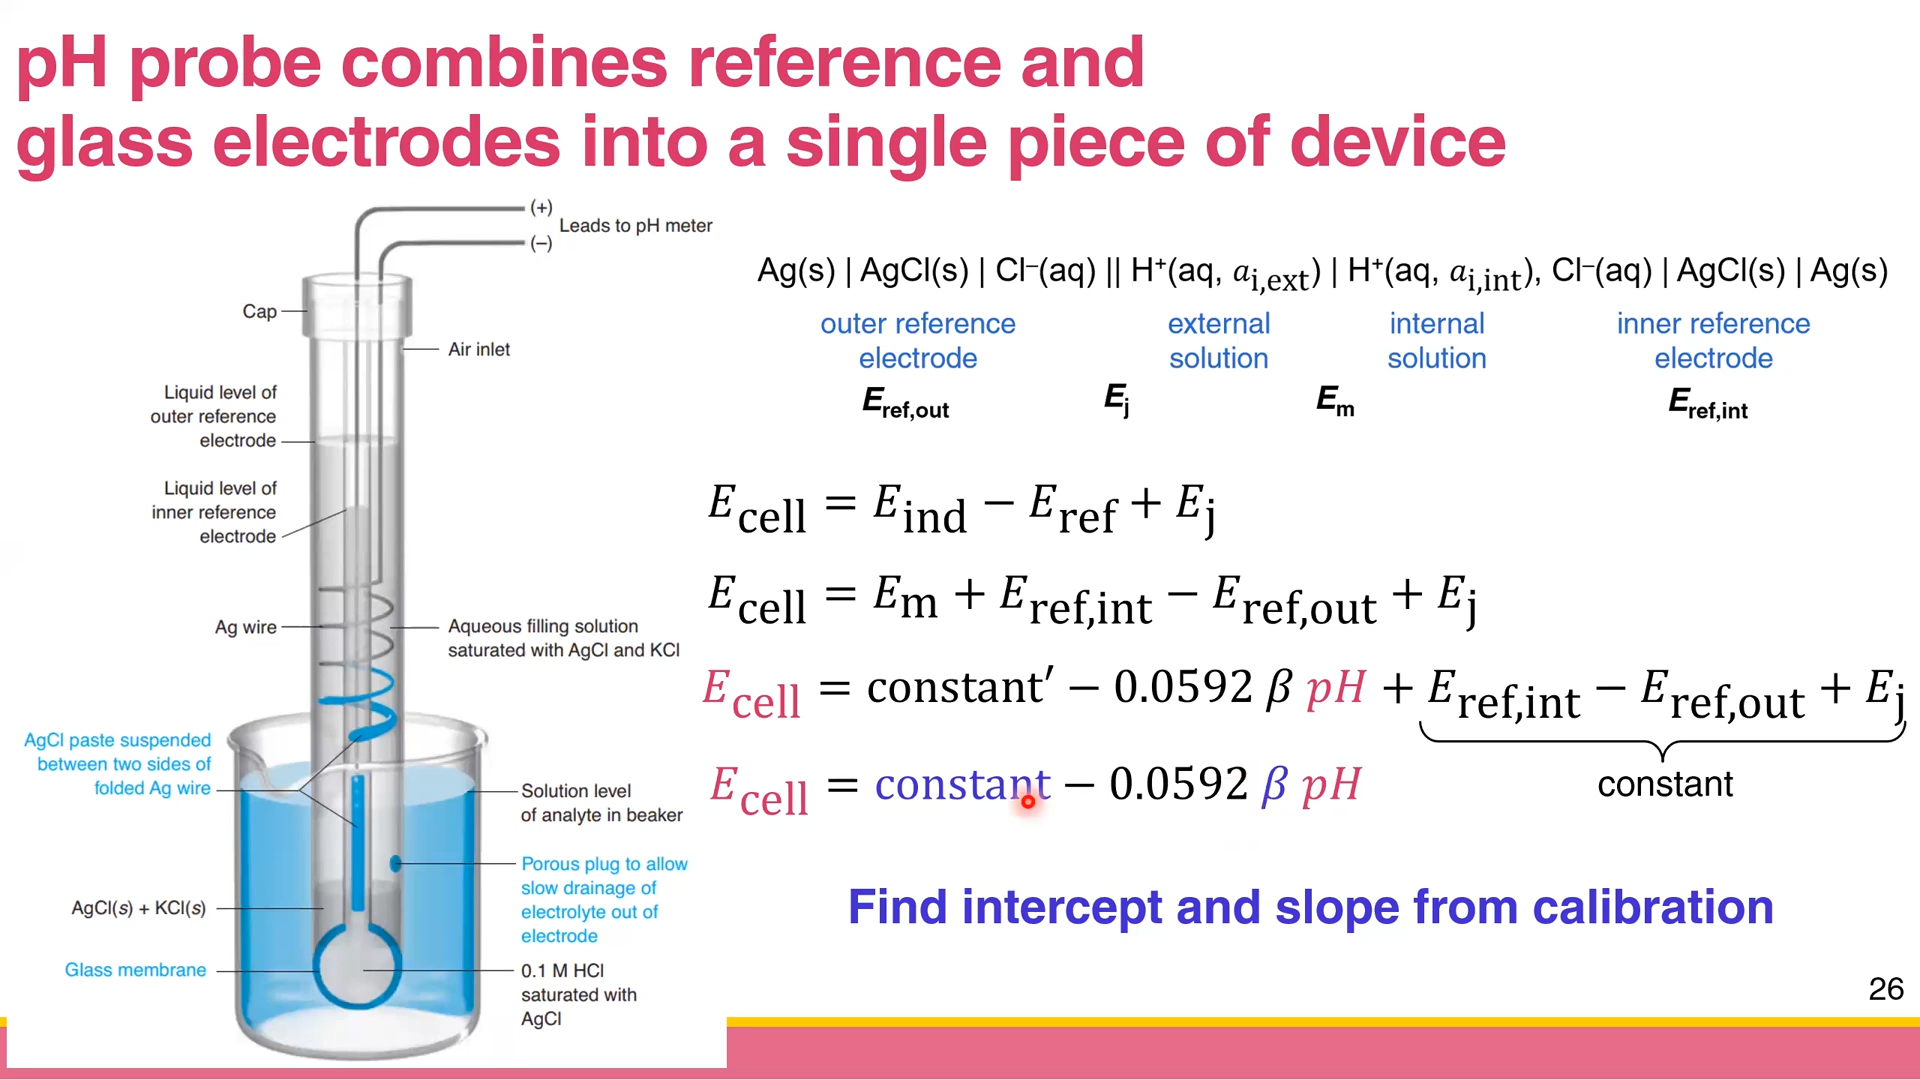 pH probe combines reference and
glass electrodes into a single piece of device
(+)
Leads to pH meter
(–)
Cap
Air inlet
Liquid level of
outer reference
electrode
Liquid level of
inner reference
electrode
Ag wire
Aqueous filling solution
saturated with AgCl and KCl
AgCl paste suspended
between two sides of
folded Ag wire
Solution level
of analyte in beaker
Porous plug to allow
slow drainage of
electrolyte out of
electrode
AgCl(s) + KCl(s)
Glass membrane
0.1 M HCl
saturated with
AgCl
Ag(s) | AgCl(s) | Cl⁻(aq) || H⁺(aq, a_i,ext) | H⁺(aq, a_i,int), Cl⁻(aq) | AgCl(s) | Ag(s)
outer reference external internal inner reference
electrode solution solution electrode
E_ref,out E_j E_m E_ref,int
E_cell = E_ind − E_ref + E_j
E_cell = E_m + E_ref,int − E_ref,out + E_j
E_cell = constant′ − 0.0592 β pH + E_ref,int − E_ref,out + E_j
constant
E_cell = constant − 0.0592 β pH
Find intercept and slope from calibration
26